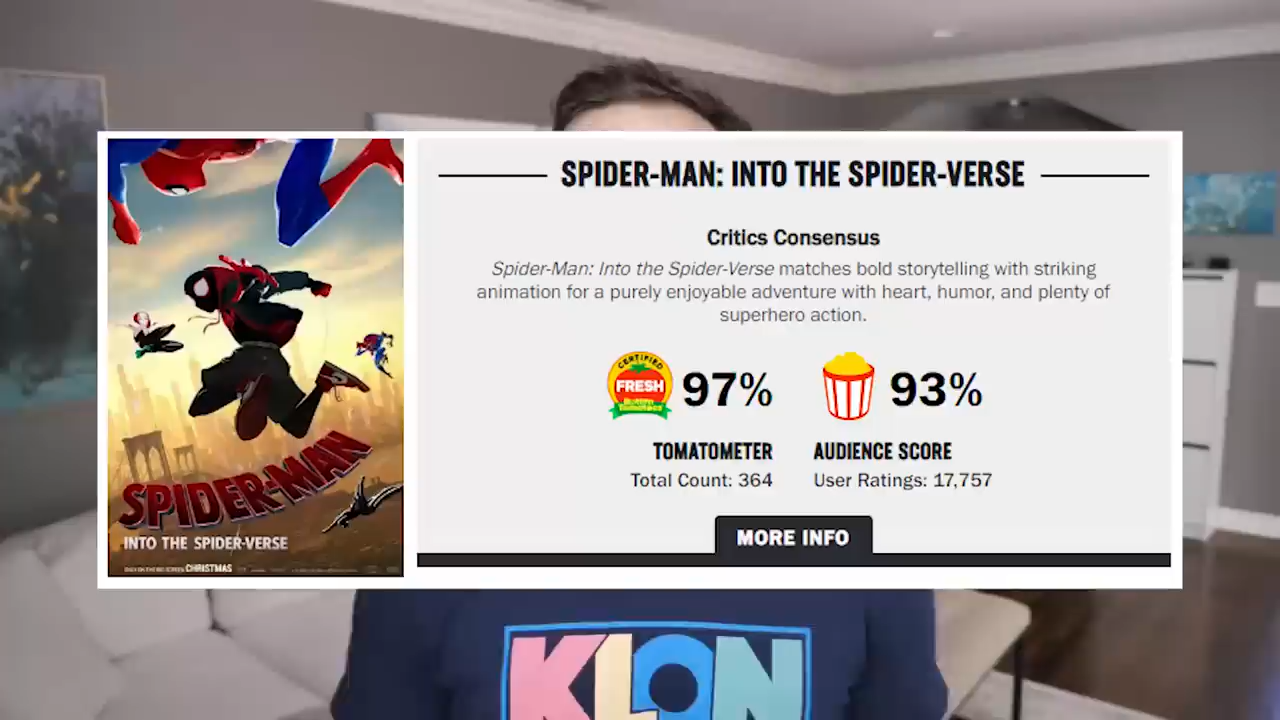 SPIDER-MAN: INTO THE SPIDER-VERSE
Critics Consensus
Spider-Man: Into the Spider-Verse matches bold storytelling with striking
animation for a purely enjoyable adventure with heart, humor, and plenty of
superhero action.
CERTIFIED
FRESH
97%
93%
TOMATOMETER
AUDIENCE SCORE
Total Count: 364
User Ratings: 17,757
MORE INFO
SPIDER-MAN
INTO THE SPIDER-VERSE
CHRISTMAS
KLON